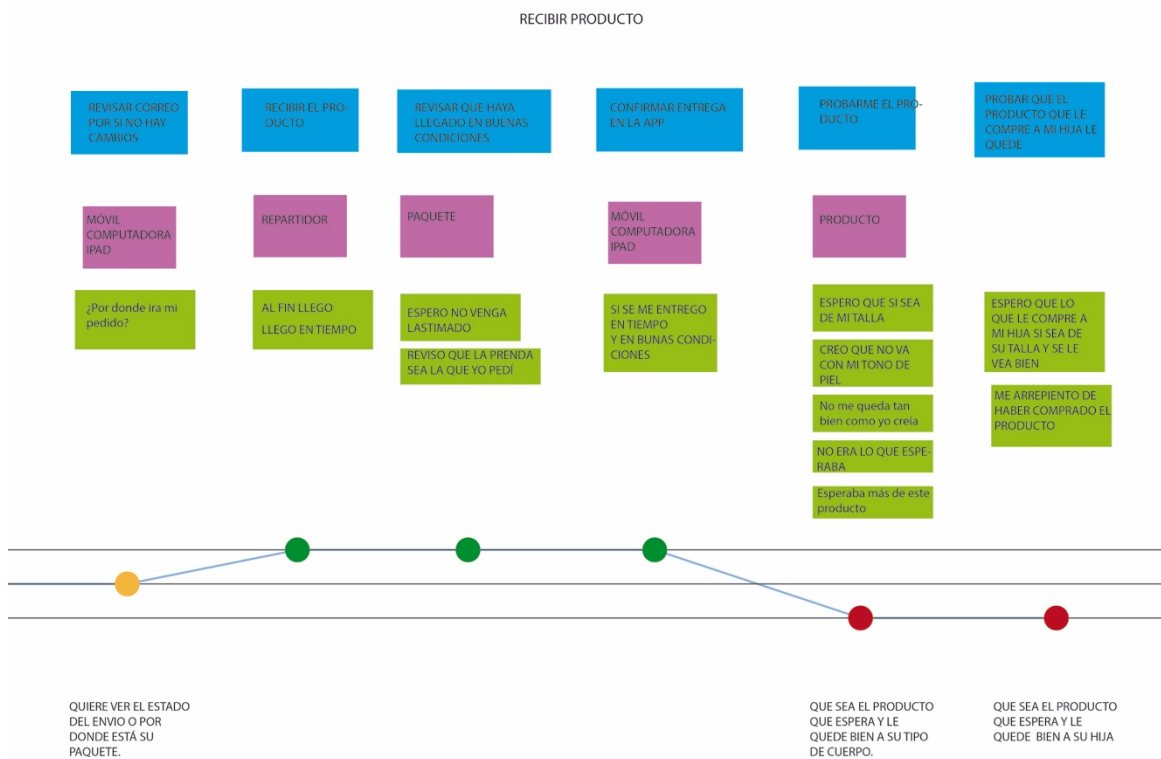 RECIBIR PRODUCTO
REVISAR CORREO
POR SI NO HAY
CAMBIOS
RECIBIR EL PRO-
DUCTO
REVISAR QUE HAYA
LLEGADO EN BUENAS
CONDICIONES
CONFIRMAR ENTREGA
EN LA APP
PROBARME EL PRO-
DUCTO
PROBAR QUE EL
PRODUCTO QUE LE
COMPRE A MI HIJA LE
QUEDE
MÓVIL
COMPUTADORA
IPAD
REPARTIDOR
PAQUETE
MÓVIL
COMPUTADORA
IPAD
PRODUCTO
¿Por donde ira mi
pedido?
AL FIN LLEGO
LLEGO EN TIEMPO
ESPERO NO VENGA
LASTIMADO
REVISO QUE LA PRENDA
SEA LA QUE YO PEDÍ
SI SE ME ENTREGO
EN TIEMPO
Y EN BUNAS CONDI-
CIONES
ESPERO QUE SI SEA
DE MI TALLA
CREO QUE NO VA
CON MI TONO DE
PIEL
No me queda tan
bien como yo creia
NO ERA LO QUE ESPE-
RABA
Esperaba más de este
producto
ESPERO QUE LO
QUE LE COMPRE A
MI HIJA SI SEA DE
SU TALLA Y SE LE
VEA BIEN
ME ARREPIENTO DE
HABER COMPRADO EL
PRODUCTO
QUIERE VER EL ESTADO
DEL ENVIO O POR
DONDE ESTÁ SU
PAQUETE.
QUE SEA EL PRODUCTO
QUE ESPERA Y LE
QUEDE BIEN A SU TIPO
DE CUERPO.
QUE SEA EL PRODUCTO
QUE ESPERA Y LE
QUEDE BIEN A SU HIJA